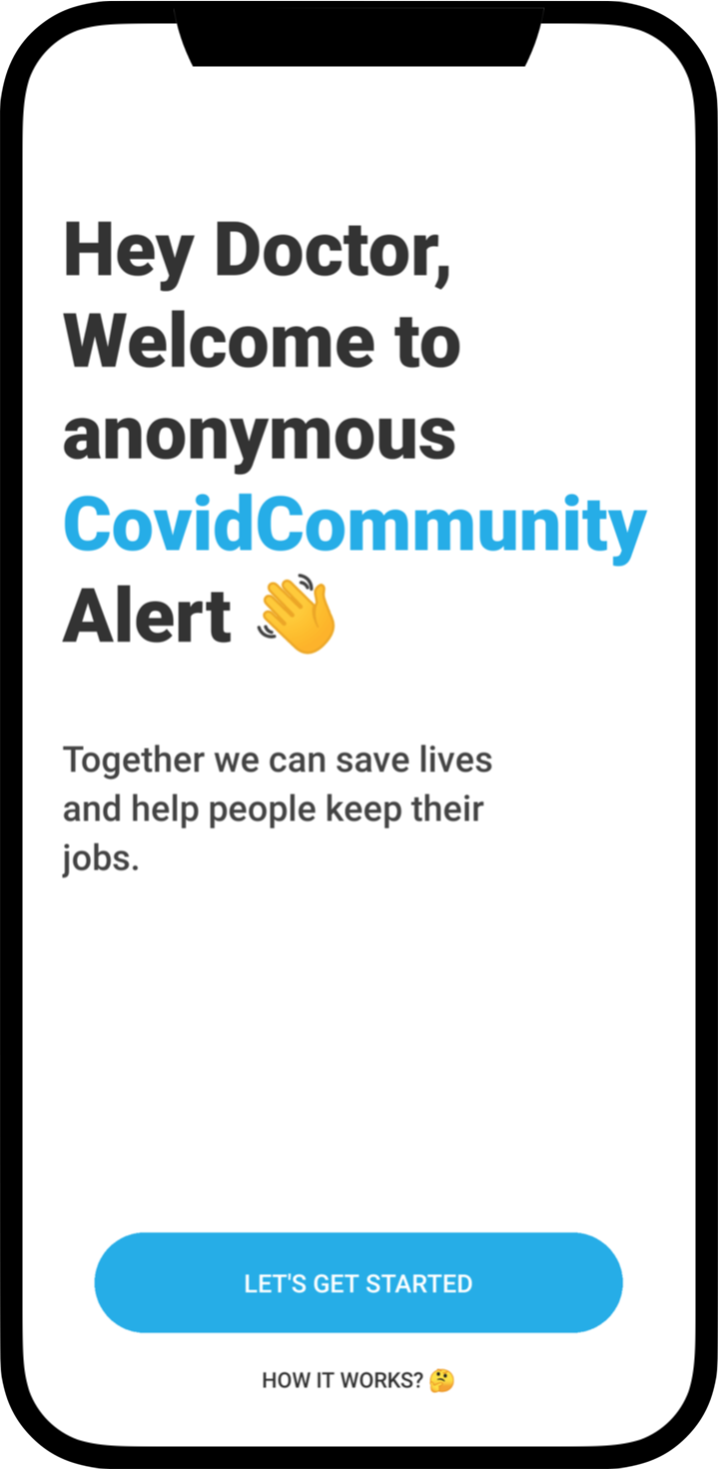 Hey Doctor,
Welcome to
anonymous
CovidCommunity
Alert 👋
Together we can save lives
and help people keep their
jobs.
LET'S GET STARTED
HOW IT WORKS? 🤔